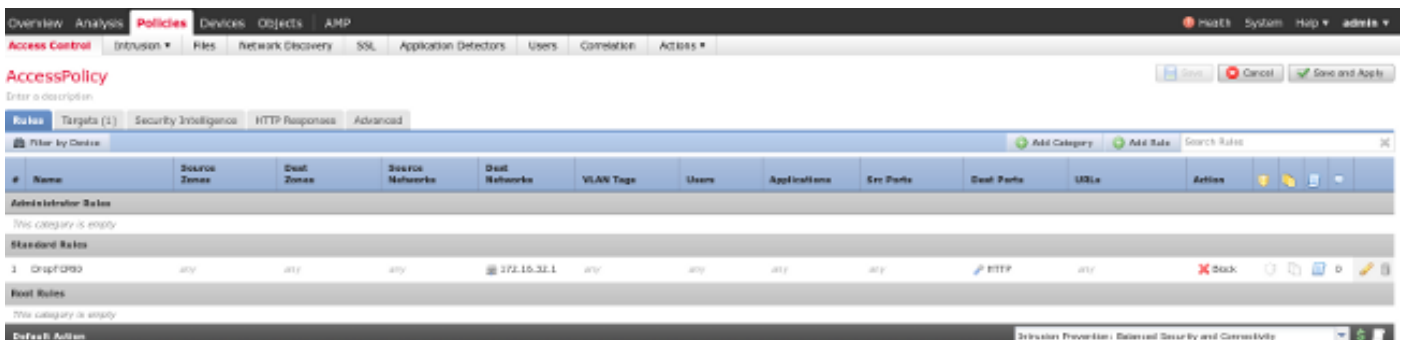 Overview Analysis Policies Devices Objects AMP Health System Help admin
Access Control Intrusion Files Network Discovery SSL Application Detectors Users Correlation Actions
AccessPolicy
Save Cancel Save and Apply
Enter a description
Rules Targets (1) Security Intelligence HTTP Responses Advanced
Filter by Device Add Category Add Rule Search Rules
# Name Source Zones Dest Zones Source Networks Dest Networks VLAN Tags Users Applications Src Ports Dest Ports URLs Action
Administrator Rules
This category is empty
Standard Rules
1 DropTCP80 any any any 172.16.32.1 any any any any HTTP any Block 0
Root Rules
This category is empty
Default Action Intrusion Prevention: Balanced Security and Connectivity